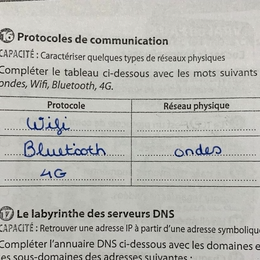 16 Protocoles de communication
CAPACITÉ : Caractériser quelques types de réseaux physiques
Compléter le tableau ci-dessous avec les mots suivants
ondes, Wifi, Bluetooth, 4G.
Protocole Réseau physique
Wifi
Bluetooth ondes
4G
17 Le labyrinthe des serveurs DNS
CAPACITÉ : Retrouver une adresse IP à partir d'une adresse symbolique
Compléter l'annuaire DNS ci-dessous avec les domaines e
les sous-domaines des adresses suivantes :